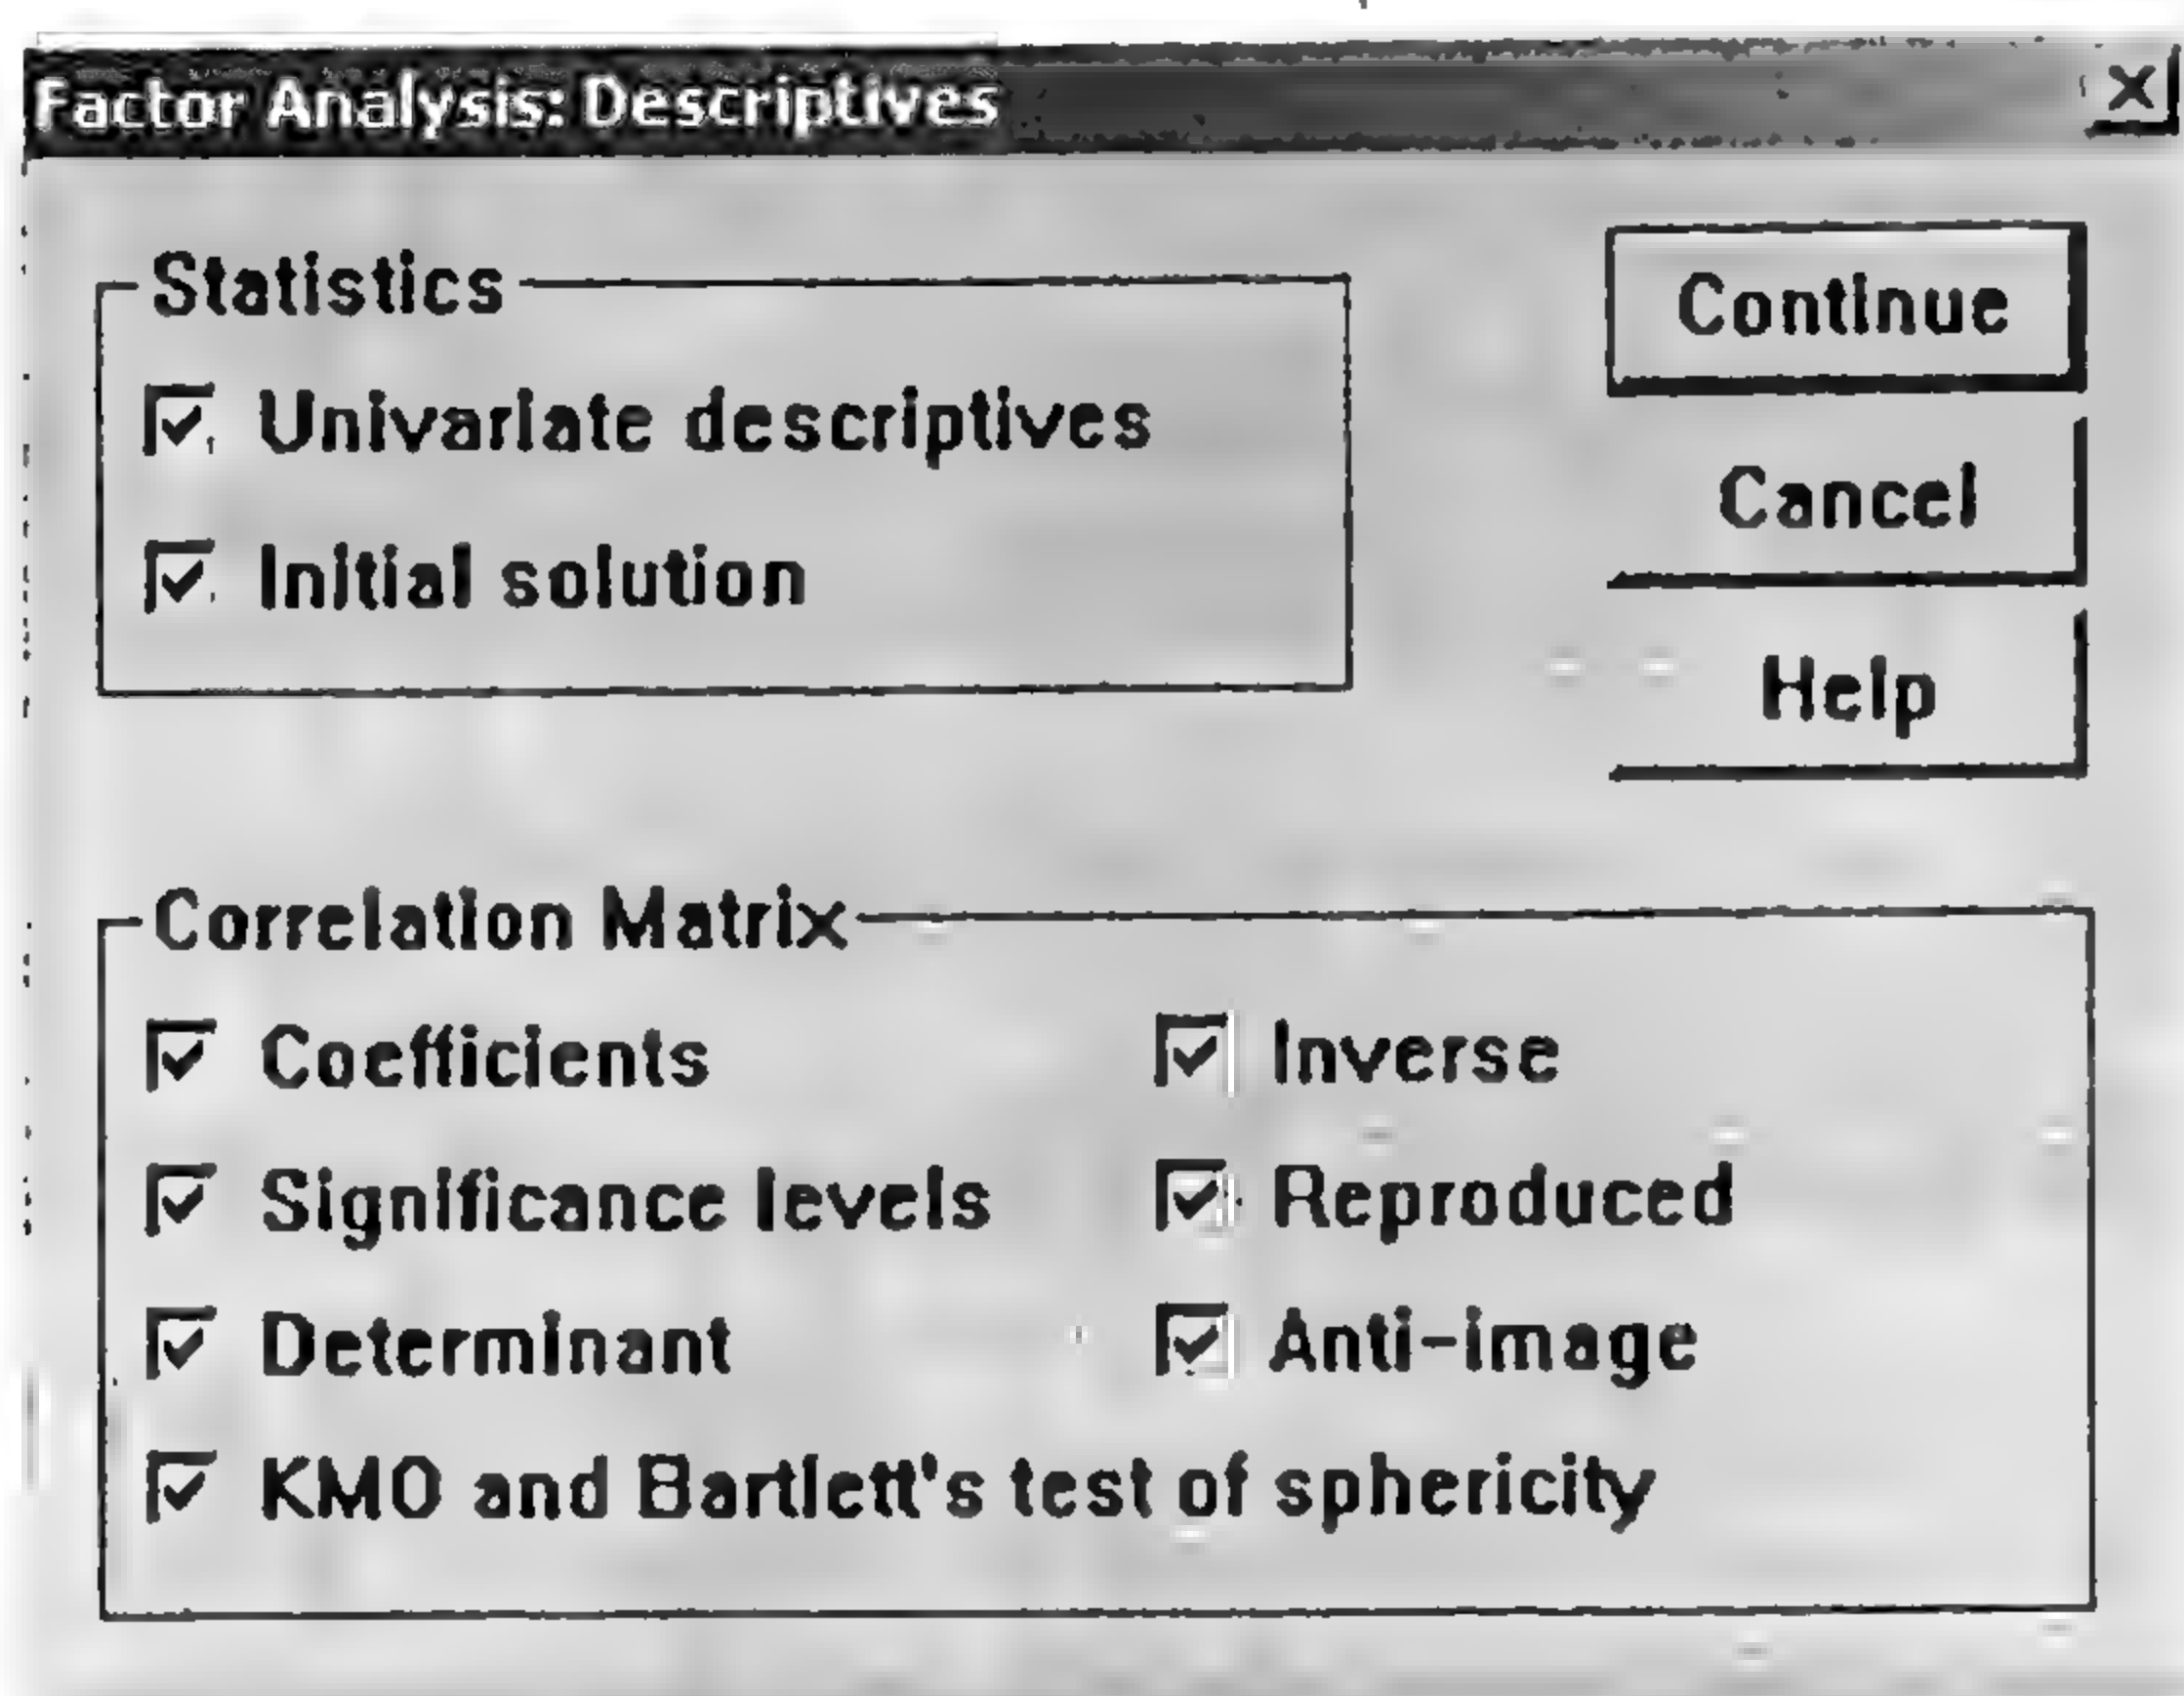 Factor Analysis: Descriptives
Statistics
Univariate descriptives
Initial solution
Continue
Cancel
Help
Correlation Matrix
Coefficients
Inverse
Significance levels
Reproduced
Determinant
Anti-image
KMO and Bartlett's test of sphericity